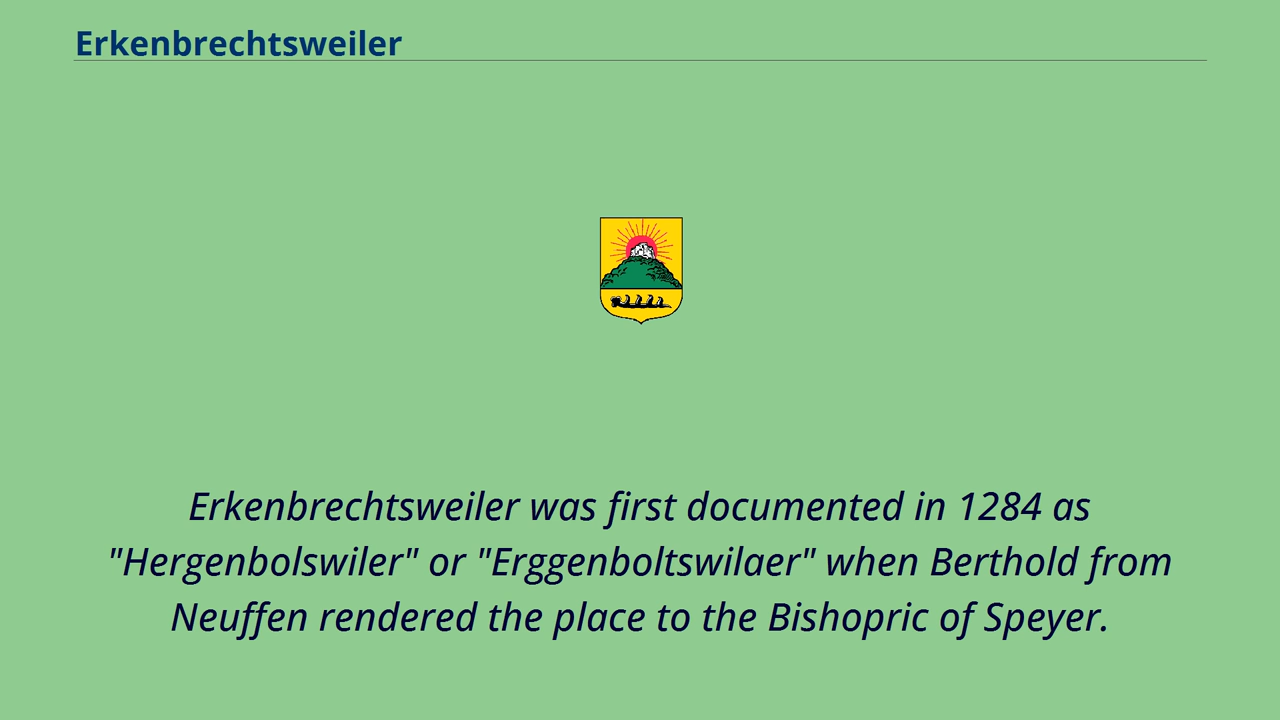 Erkenbrechtsweiler
Erkenbrechtsweiler was first documented in 1284 as
"Hergenbolswiler" or "Erggenboltswilaer" when Berthold from
Neuffen rendered the place to the Bishopric of Speyer.